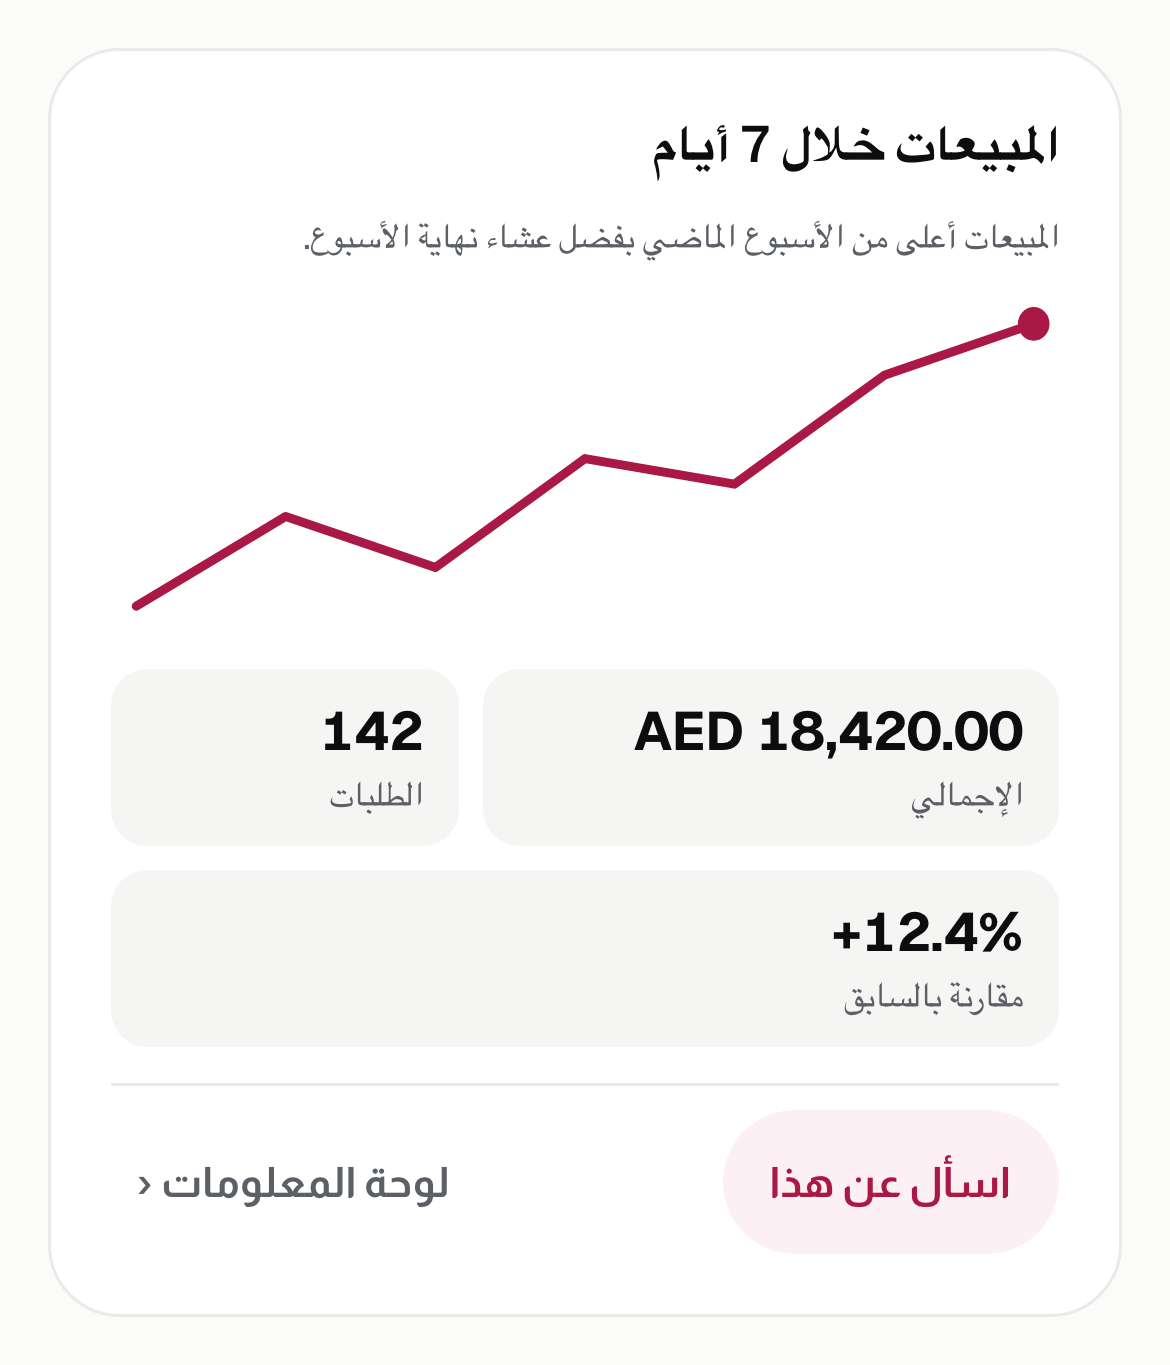 المبيعات خلال 7 أيام
المبيعات أعلى من الأسبوع الماضي بفضل عشاء نهاية الأسبوع.
AED 18,420.00
الإجمالي
142
الطلبات
+12.4%
مقارنة بالسابق
اسأل عن هذا
لوحة المعلومات ›